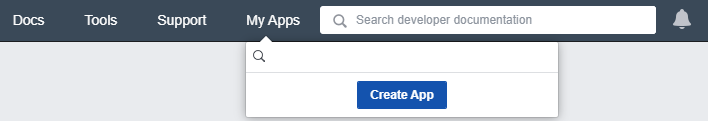 Docs Tools Support My Apps Search developer documentation
Create App